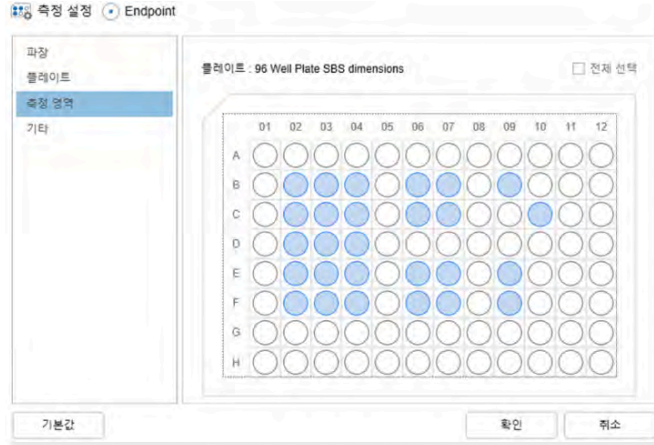 측정 설정 Endpoint
파장
플레이트
측정 영역
기타
플레이트 : 96 Well Plate SBS dimensions
전체 선택
01 02 03 04 05 06 07 08 09 10 11 12
A
B
C
D
E
F
G
H
기본값
확인
취소